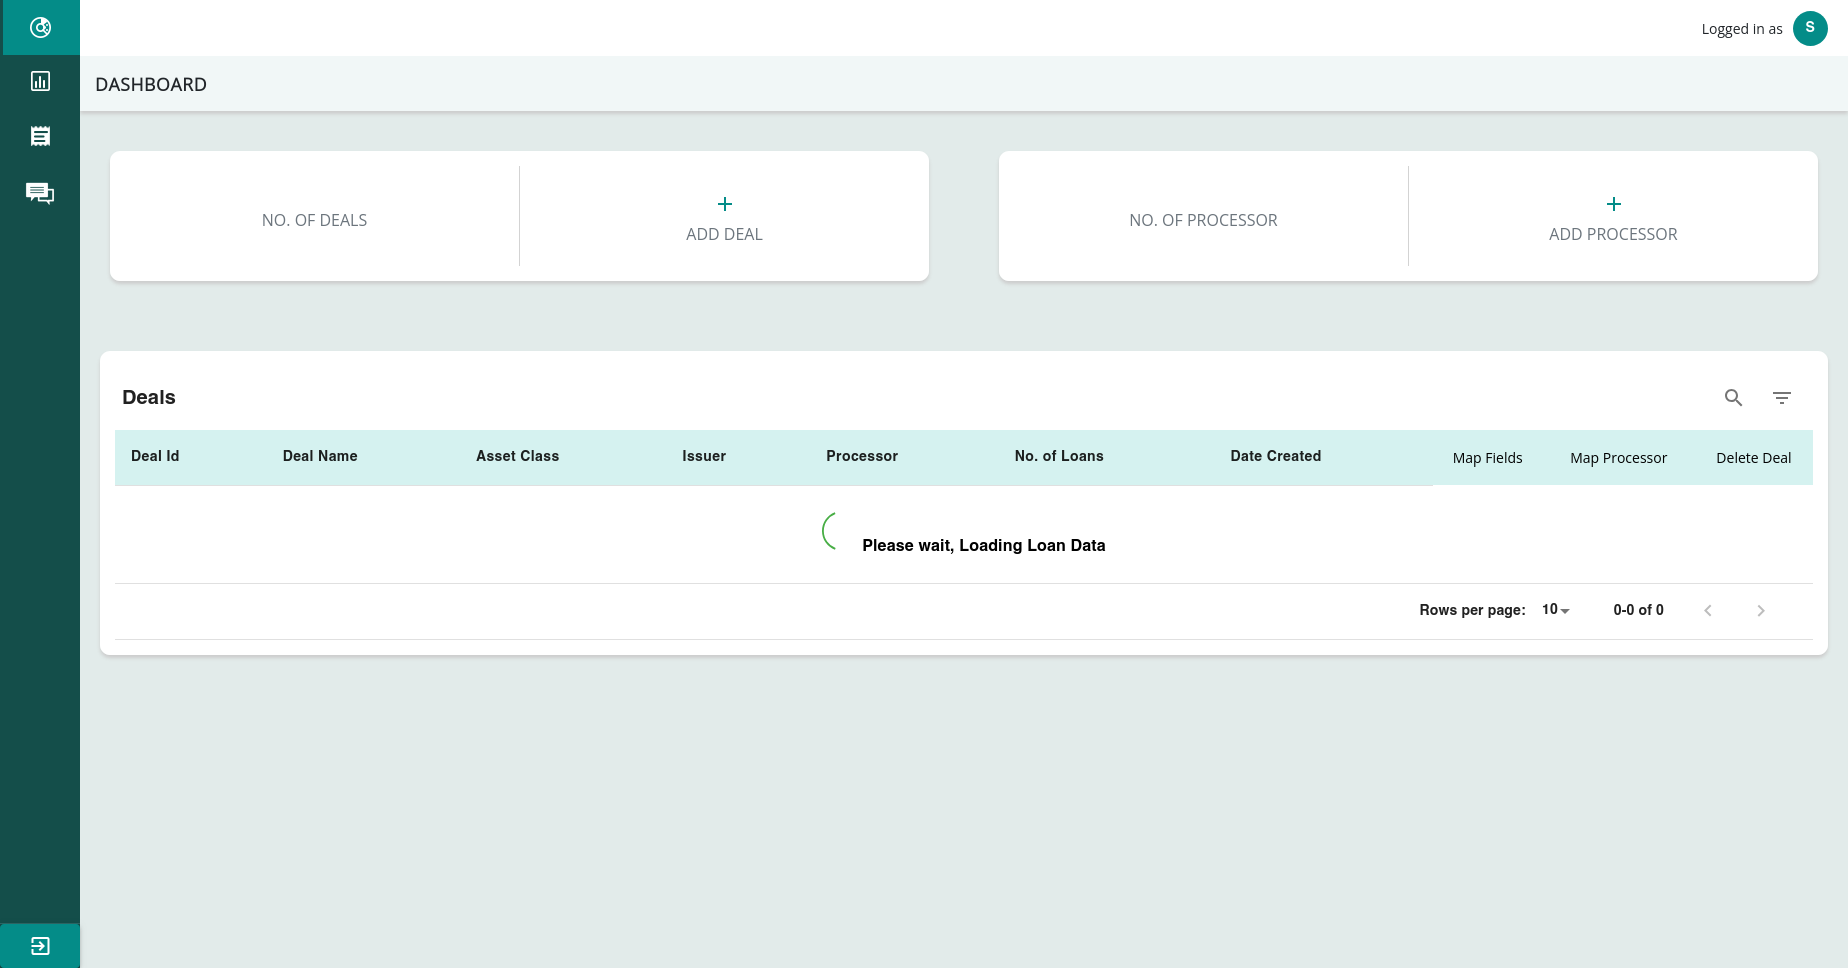 Logged in as S
DASHBOARD
NO. OF DEALS
ADD DEAL
NO. OF PROCESSOR
ADD PROCESSOR
Deals
Deal Id Deal Name Asset Class Issuer Processor No. of Loans Date Created Map Fields Map Processor Delete Deal
Please wait, Loading Loan Data
Rows per page: 10 0-0 of 0